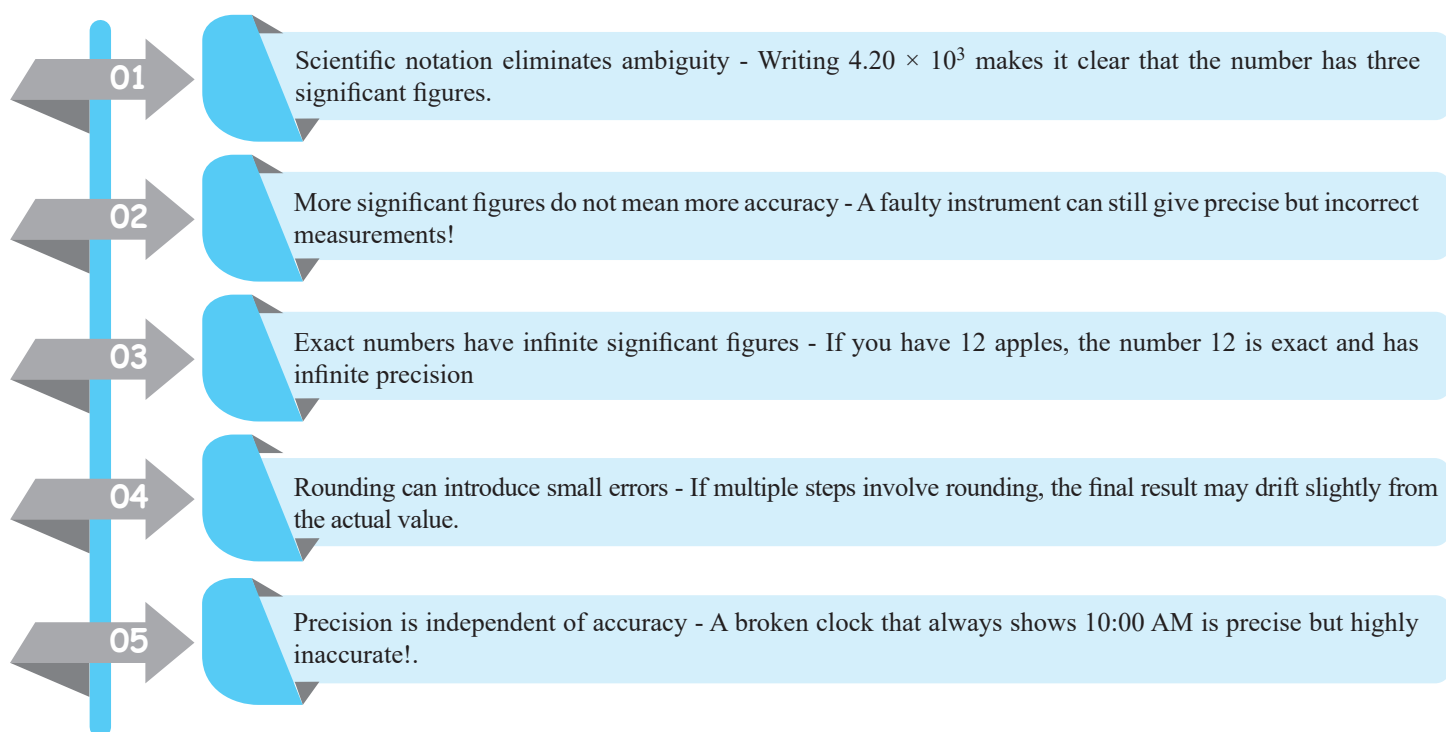 01
Scientific notation eliminates ambiguity - Writing 4.20 × 10³ makes it clear that the number has three
significant figures.
02
More significant figures do not mean more accuracy - A faulty instrument can still give precise but incorrect
measurements!
03
Exact numbers have infinite significant figures - If you have 12 apples, the number 12 is exact and has
infinite precision
04
Rounding can introduce small errors - If multiple steps involve rounding, the final result may drift slightly from
the actual value.
05
Precision is independent of accuracy - A broken clock that always shows 10:00 AM is precise but highly
inaccurate!.